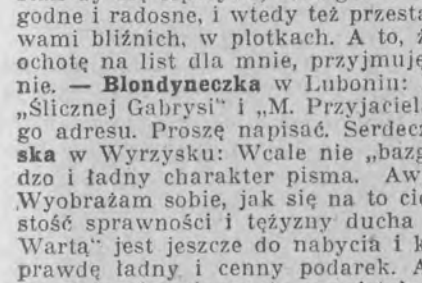 godne i radosne, i wtedy też przesta
wami bliźnich, w plotkach. A to, ż
ochotę na list dla mnie, przyjmuję
nie. — Blondyneczka w Luboniu:
„Ślicznej Gabrysi“ i „M. Przyjaciel
go adresu. Proszę napisać. Serdecz
ska w Wyrzysku: Wcale nie „bazg
dzo i ładny charakter pisma. Aw
Wyobrażam sobie, jak się na to cie
stość sprawności i tężyzny ducha
Wartą“ jest jeszcze do nabycia i k
prawdę ładny i cenny podarek. A